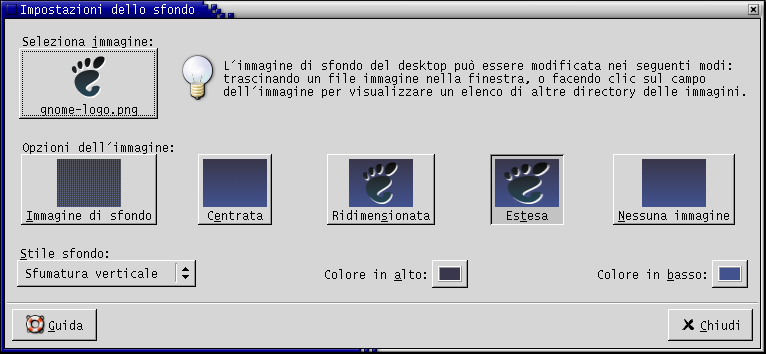 Impostazioni dello sfondo
Seleziona immagine:
gnome-logo.png
L´immagine di sfondo del desktop può essere modificata nei seguenti modi:
trascinando un file immagine nella finestra, o facendo clic sul campo
dell´immagine per visualizzare un elenco di altre directory delle immagini.
Opzioni dell´immagine:
Immagine di sfondo
Centrata
Ridimensionata
Estesa
Nessuna immagine
Stile sfondo:
Sfumatura verticale
Colore in alto:
Colore in basso:
Guida
Chiudi